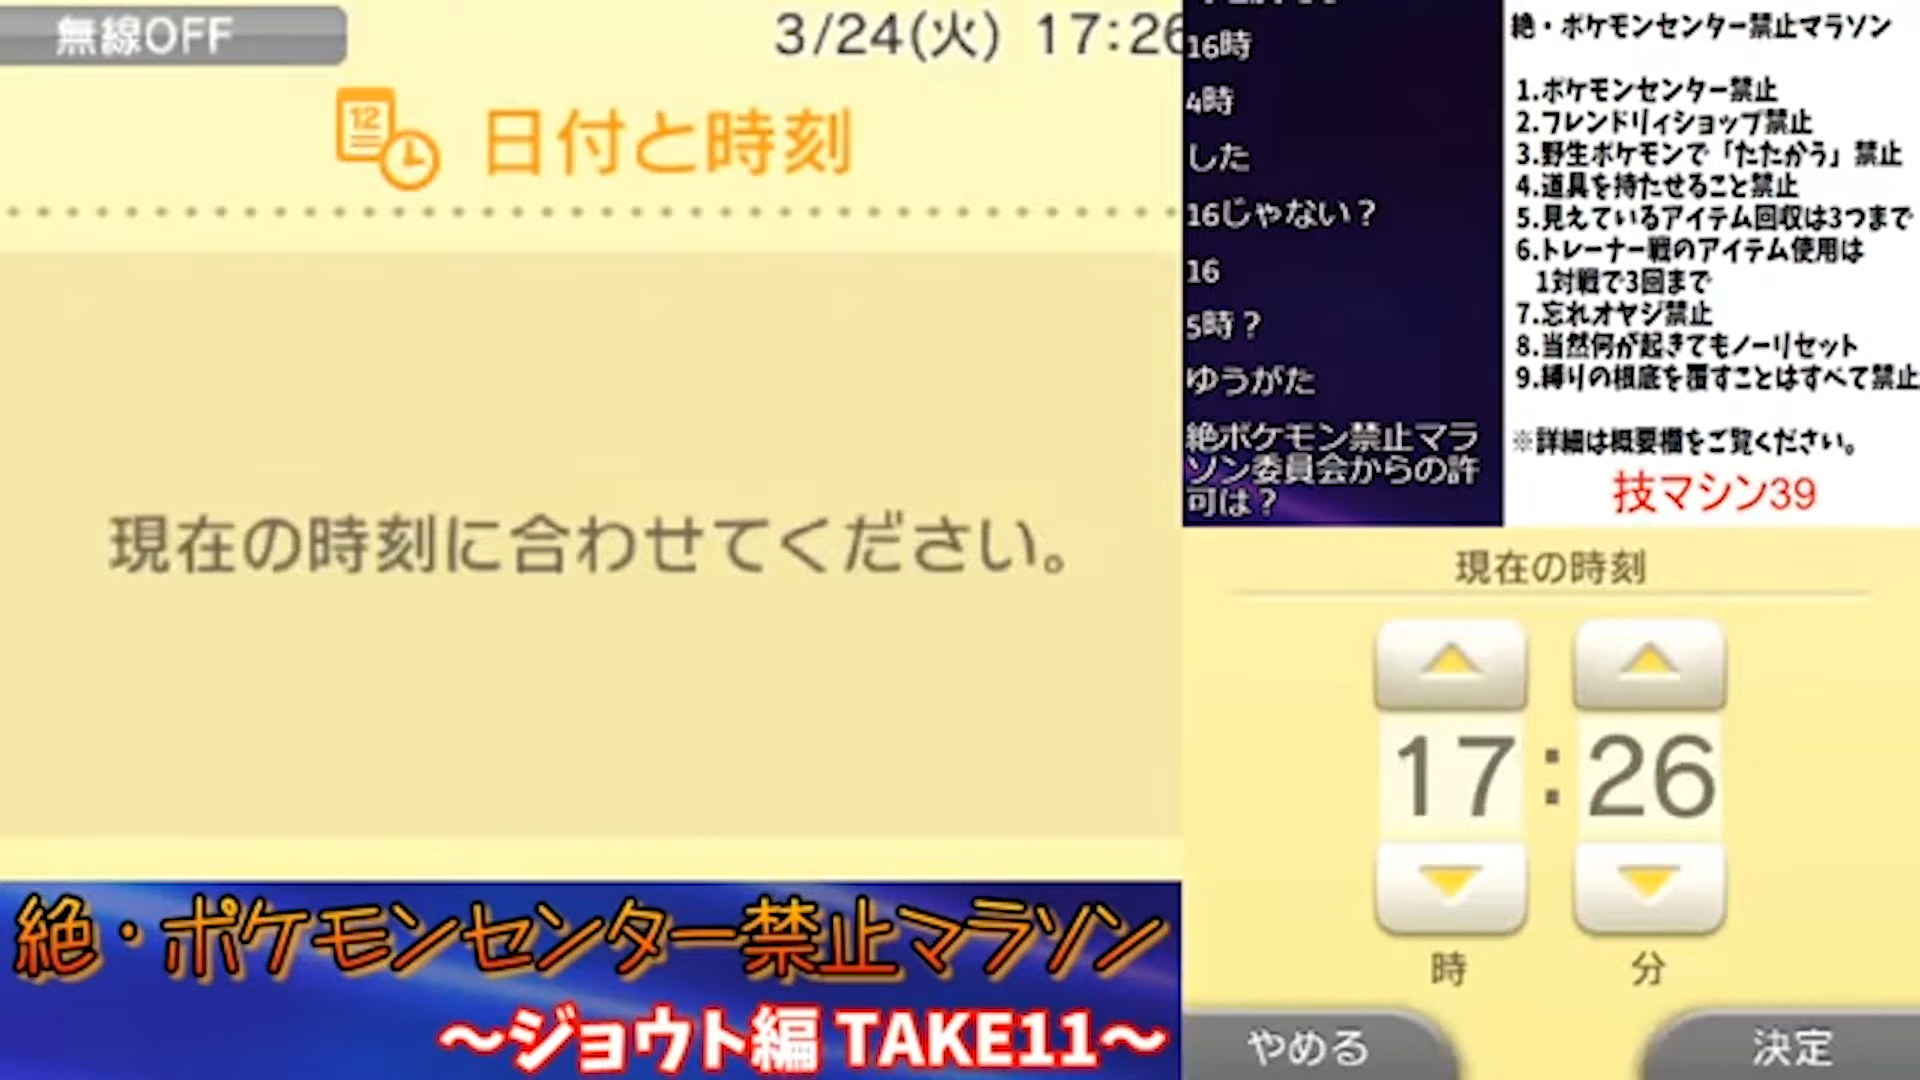 無線OFF
3/24(火) 17:26
12
日付と時刻
現在の時刻に合わせてください。
絶・ポケモンセンター禁止マラソン
～ジョウト編 TAKE11～
16時
4時
した
16じゃない？
16
5時？
ゆうがた
絶ポケモン禁止マラ
ソン委員会からの許
可は？
絶・ポケモンセンター禁止マラソン
1.ポケモンセンター禁止
2.フレンドリィショップ禁止
3.野生ポケモンで「たたかう」禁止
4.道具を持たせること禁止
5.見えているアイテム回収は3つまで
6.トレーナー戦のアイテム使用は
1対戦で3回まで
7.忘れオヤジ禁止
8.当然何が起きてもノーリセット
9.縛りの根底を覆すことはすべて禁止
※詳細は概要欄をご覧ください。
技マシン39
現在の時刻
17:26
時 分
やめる 決定